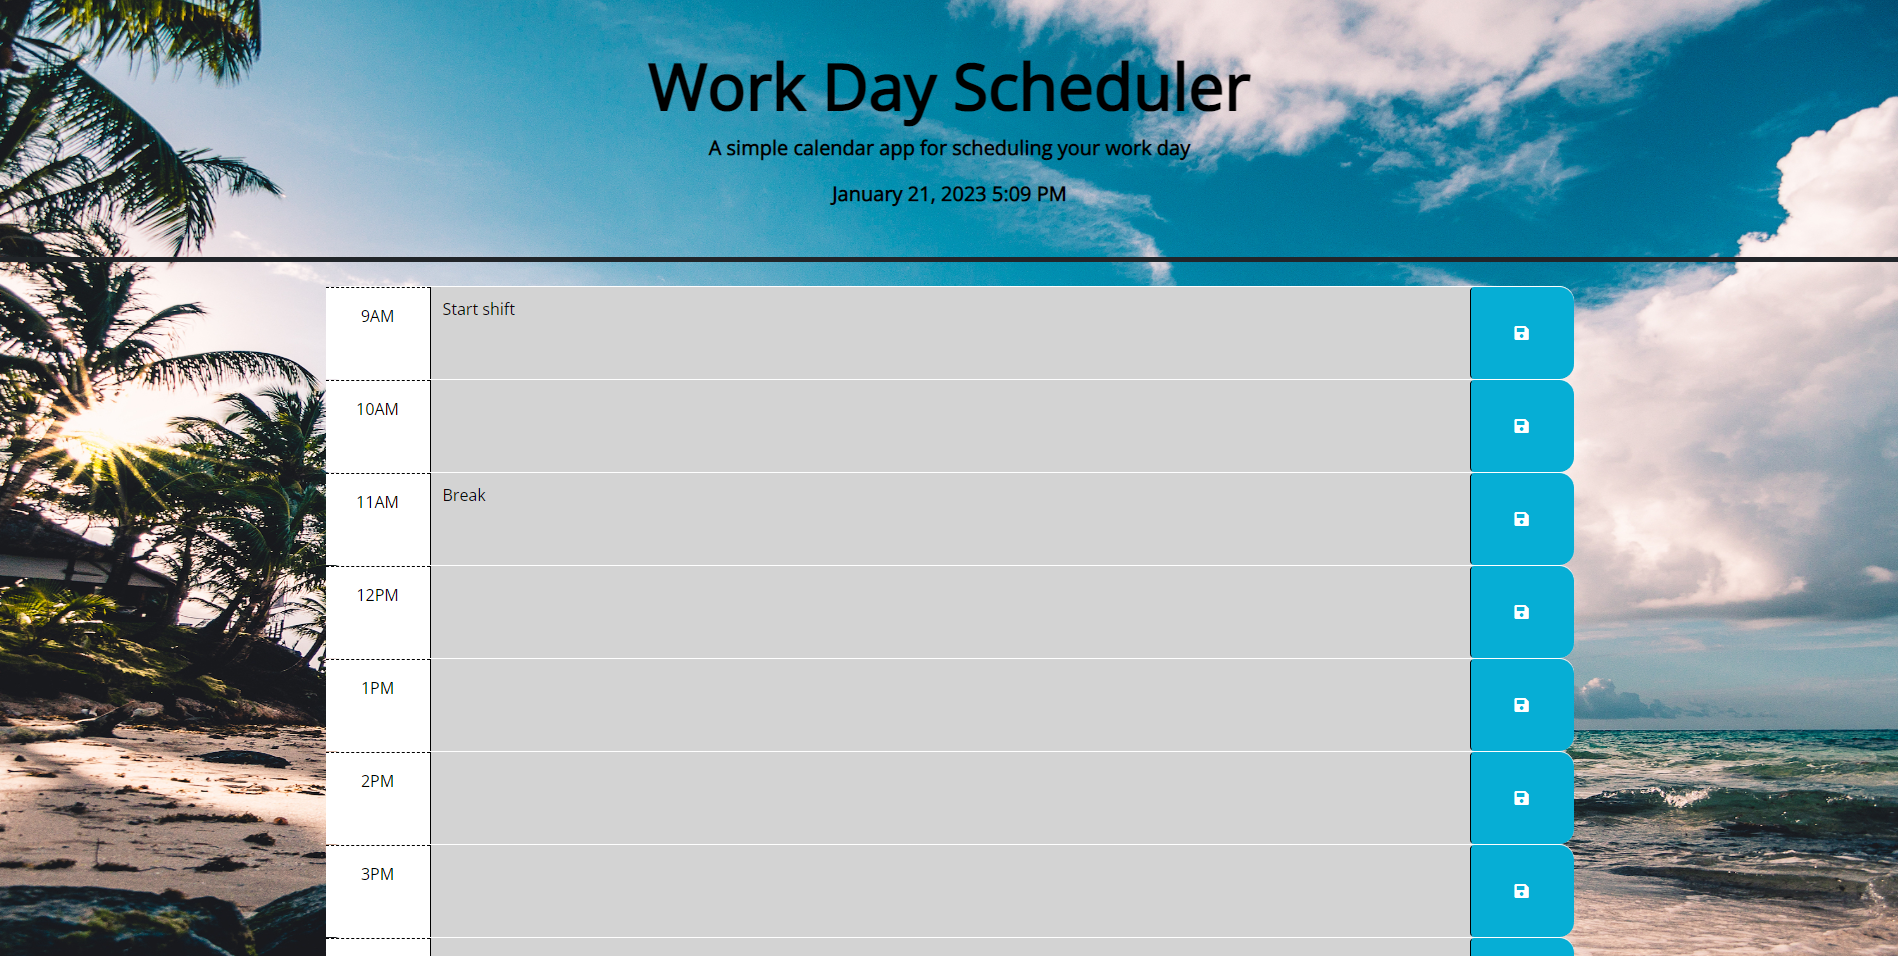 Work Day Scheduler
A simple calendar app for scheduling your work day
January 21, 2023 5:09 PM
9AM
Start shift
10AM
11AM
Break
12PM
1PM
2PM
3PM